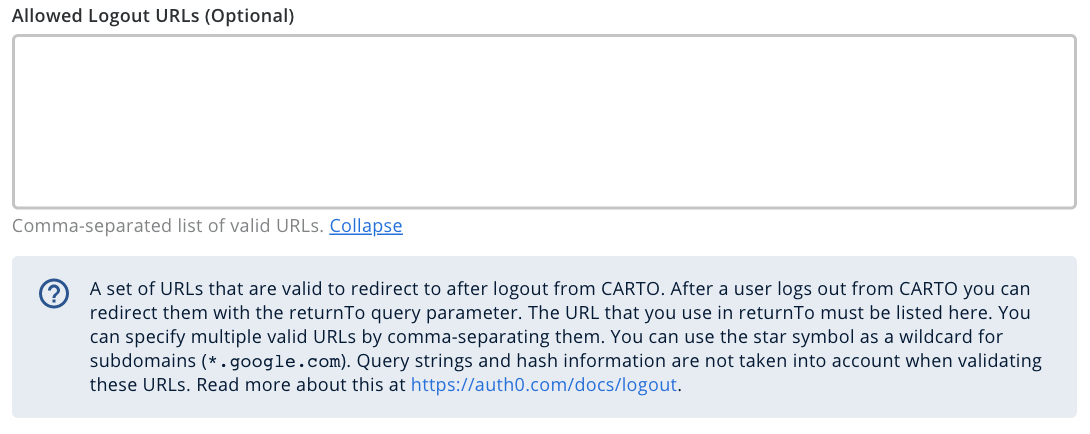 Allowed Logout URLs (Optional)
Comma-separated list of valid URLs. Collapse
A set of URLs that are valid to redirect to after logout from CARTO. After a user logs out from CARTO you can
redirect them with the returnTo query parameter. The URL that you use in returnTo must be listed here. You
can specify multiple valid URLs by comma-separating them. You can use the star symbol as a wildcard for
subdomains (*.google.com). Query strings and hash information are not taken into account when validating
these URLs. Read more about this at https://auth0.com/docs/logout.